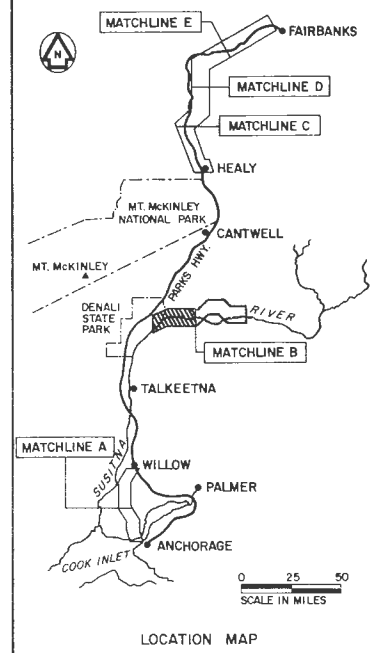 MATCHLINE E
FAIRBANKS
N
MATCHLINE D
MATCHLINE C
HEALY
MT. McKINLEY
NATIONAL PARK
CANTWELL
MT. McKINLEY
PARKS HWY.
DENALI
STATE
PARK
RIVER
MATCHLINE B
TALKEETNA
MATCHLINE A
WILLOW
SUSITNA
PALMER
ANCHORAGE
COOK INLET
0 25 50
SCALE IN MILES
LOCATION MAP